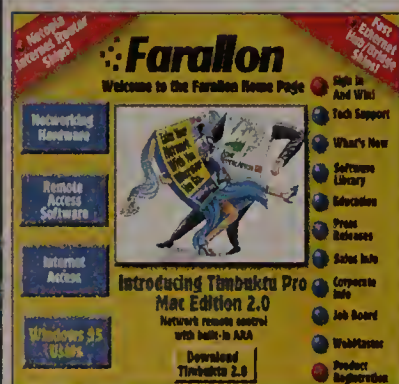 Netopia
Internet Router
Ships!
Fast
Ethernet
Hub/Bridge
Ships!
Farallon
Welcome to the Farallon Home Page
Networking
Hardware
Remote
Access
Software
Internet
Access
Windows 95
Users
Introducing Timbuktu Pro
Mac Edition 2.0
Network remote control
with built-in ARA
Download
Timbuktu 2.0
Sign In
And Win!
Tech Support
What's New
Software
Library
Education
Press
Releases
Sales Info
Corporate
Info
Job Board
WebMaster
Product
Registration